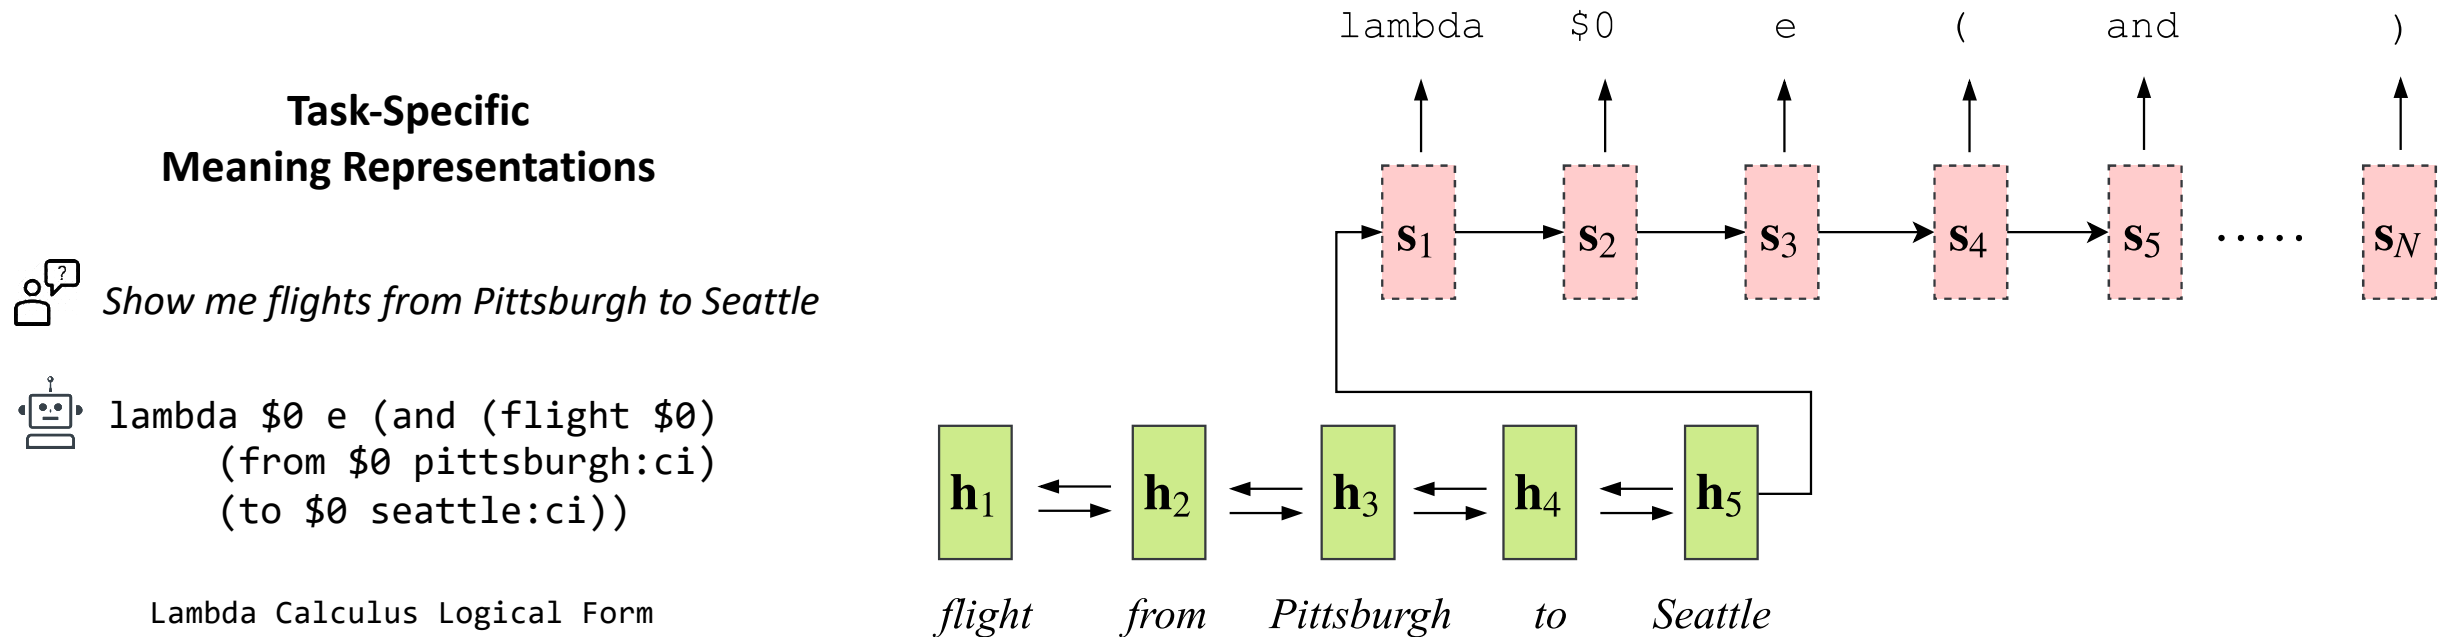 Task-Specific
Meaning Representations
?
Show me flights from Pittsburgh to Seattle
lambda $0 e (and (flight $0)
(from $0 pittsburgh:ci)
(to $0 seattle:ci))
Lambda Calculus Logical Form
lambda $0 e ( and )
s1 s2 s3 s4 s5 ..... sN
h1 h2 h3 h4 h5
flight from Pittsburgh to Seattle